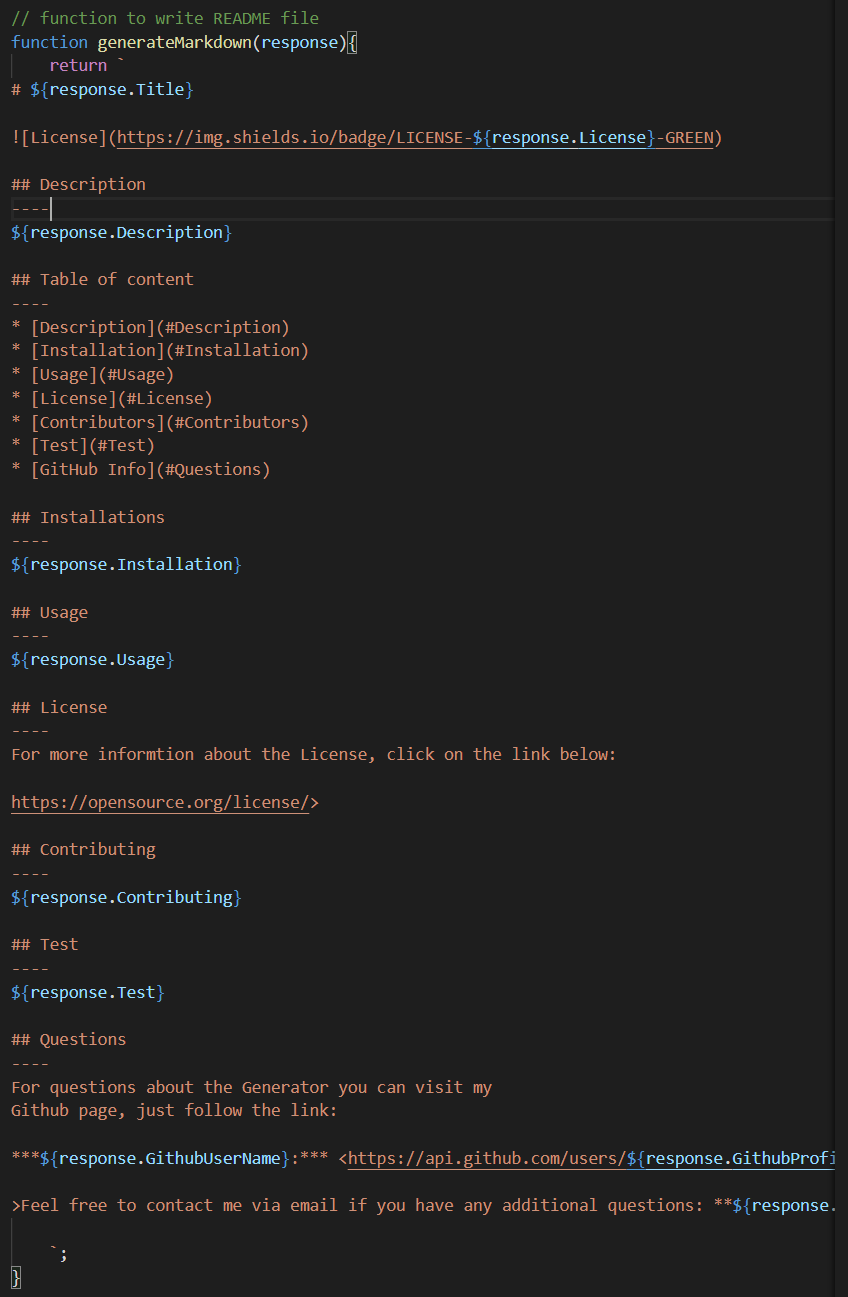 // function to write README file
function generateMarkdown(response){
    return `
# ${response.Title}

![License](https://img.shields.io/badge/LICENSE-${response.License}-GREEN)

## Description
----
${response.Description}

## Table of content
----
* [Description](#Description)
* [Installation](#Installation)
* [Usage](#Usage)
* [License](#License)
* [Contributors](#Contributors)
* [Test](#Test)
* [GitHub Info](#Questions)

## Installations
----
${response.Installation}

## Usage
----
${response.Usage}

## License
----
For more informtion about the License, click on the link below:

https://opensource.org/license/>

## Contributing
----
${response.Contributing}

## Test
----
${response.Test}

## Questions
----
For questions about the Generator you can visit my
Github page, just follow the link:

***${response.GithubUserName}:*** <https://api.github.com/users/${response.GithubProfi

>Feel free to contact me via email if you have any additional questions: **${response.

    `;
}